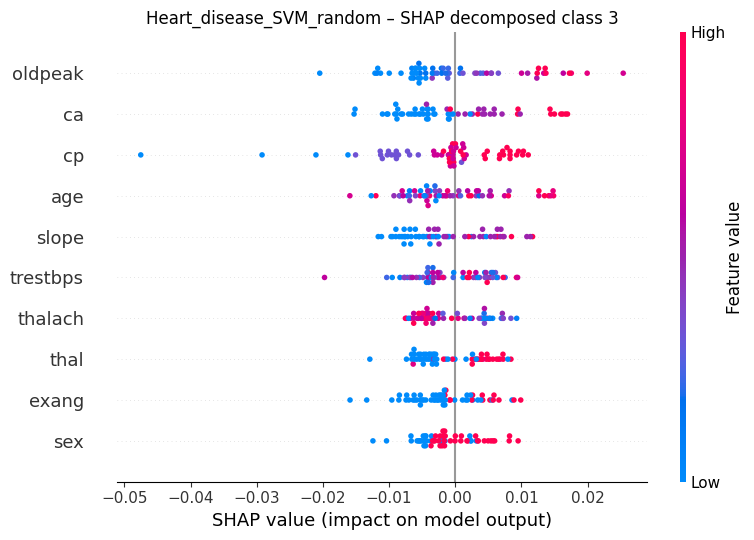 Heart_disease_SVM_random – SHAP decomposed class 3
High
oldpeak
ca
cp
age
slope
trestbps
thalach
thal
exang
sex
Feature value
Low
−0.05 −0.04 −0.03 −0.02 −0.01 0.00 0.01 0.02
SHAP value (impact on model output)